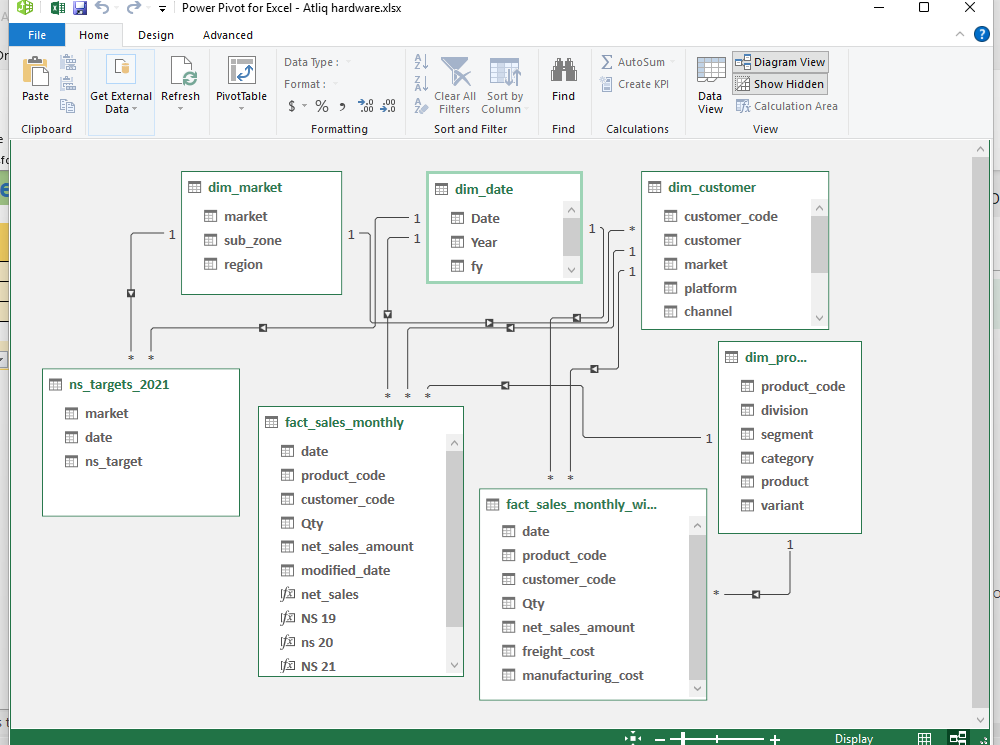 Power Pivot for Excel - Atliq hardware.xlsx
File Home Design Advanced
Paste
Clipboard
Get External Data
Refresh
PivotTable
Data Type :
Format :
$ % ,
Formatting
Clear All Filters
Sort by Column
Sort and Filter
Find
Find
AutoSum
Create KPI
Calculations
Data View
Diagram View
Show Hidden
Calculation Area
View
dim_market
market
sub_zone
region
dim_date
Date
Year
fy
dim_customer
customer_code
customer
market
platform
channel
1
1
1
1
1
*
1
1
* *
ns_targets_2021
market
date
ns_target
* * *
fact_sales_monthly
date
product_code
customer_code
Qty
net_sales_amount
modified_date
net_sales
NS 19
ns 20
NS 21
dim_pro...
product_code
division
segment
category
product
variant
1
1
*
* *
fact_sales_monthly_wi...
date
product_code
customer_code
Qty
net_sales_amount
freight_cost
manufacturing_cost
Display